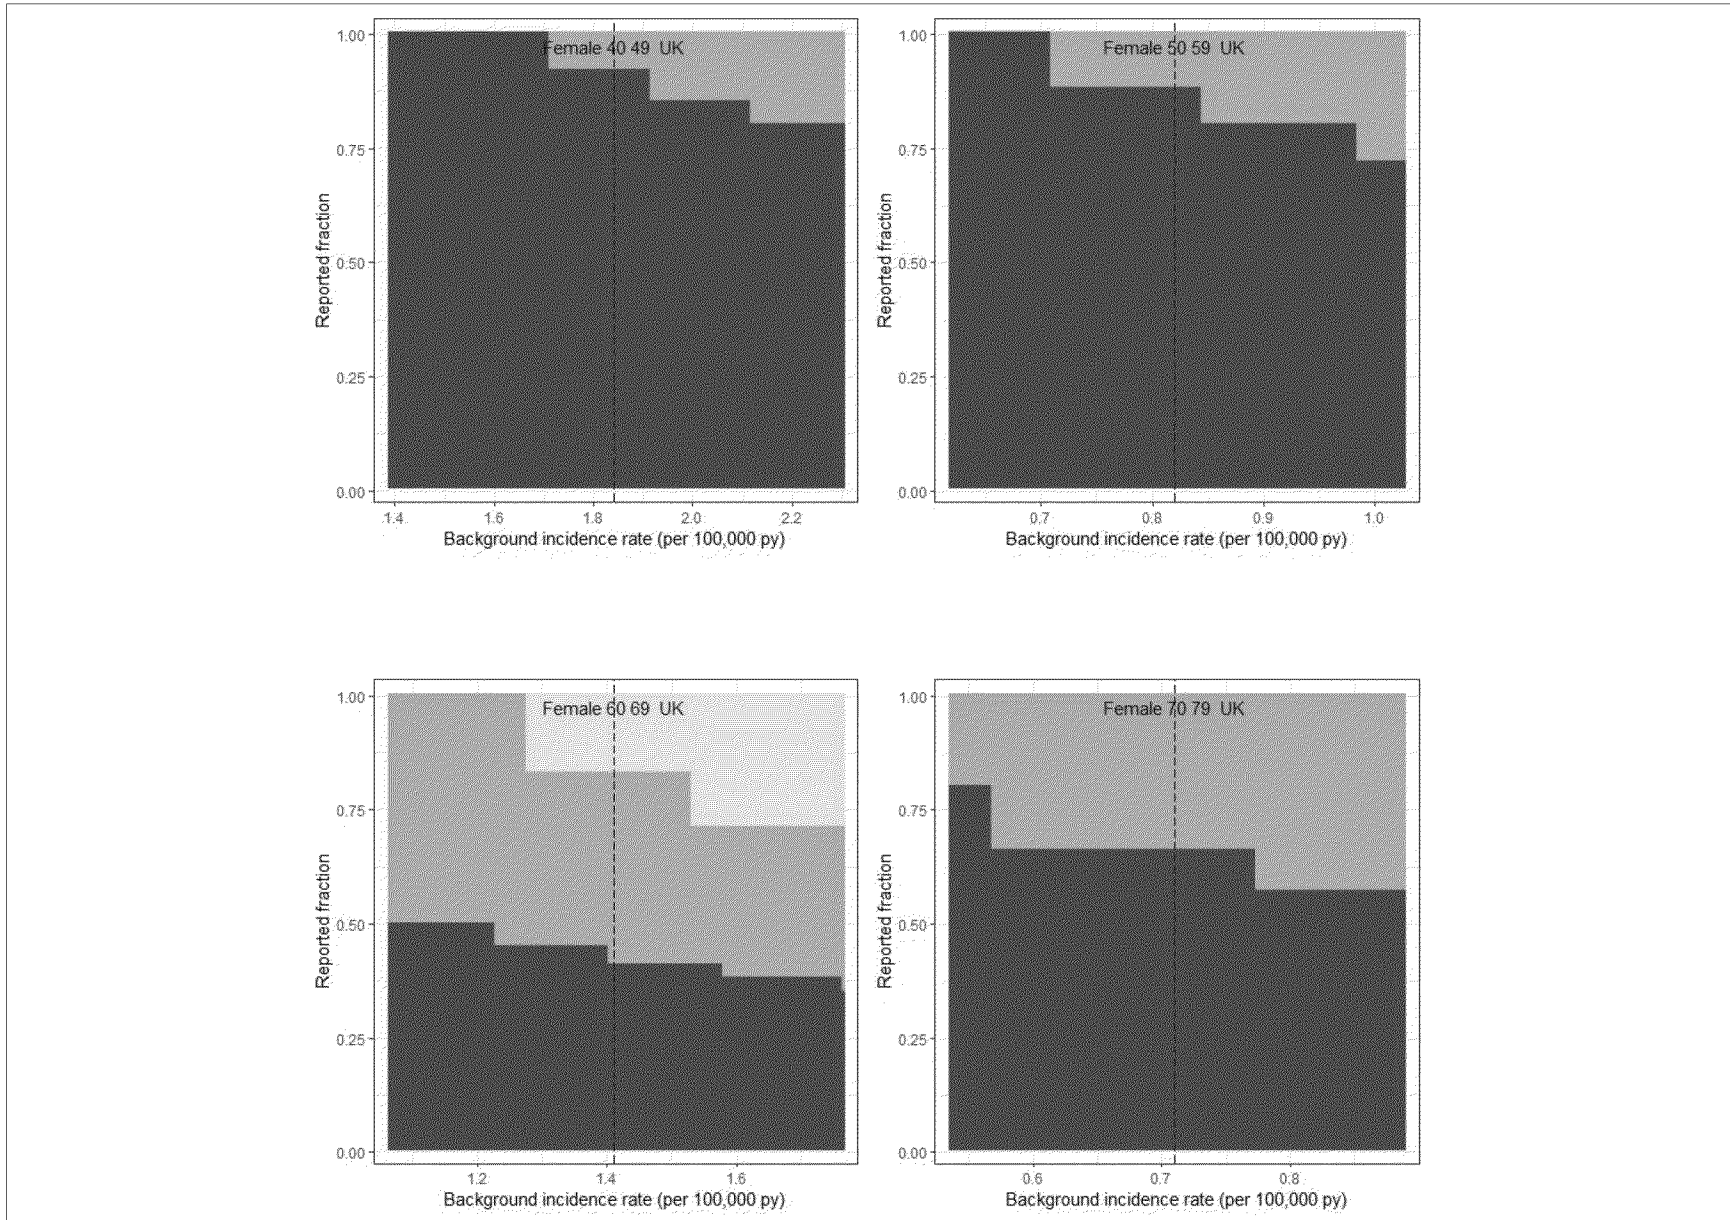 Female 40 49 UK
Reported fraction
1.00
0.75
0.50
0.25
0.00
1.4 1.6 1.8 2.0 2.2
Background incidence rate (per 100,000 py)
Female 50 59 UK
Reported fraction
1.00
0.75
0.50
0.25
0.00
0.7 0.8 0.9 1.0
Background incidence rate (per 100,000 py)
Female 60 69 UK
Reported fraction
1.00
0.75
0.50
0.25
0.00
1.2 1.4 1.6
Background incidence rate (per 100,000 py)
Female 70 79 UK
Reported fraction
1.00
0.75
0.50
0.25
0.00
0.6 0.7 0.8
Background incidence rate (per 100,000 py)